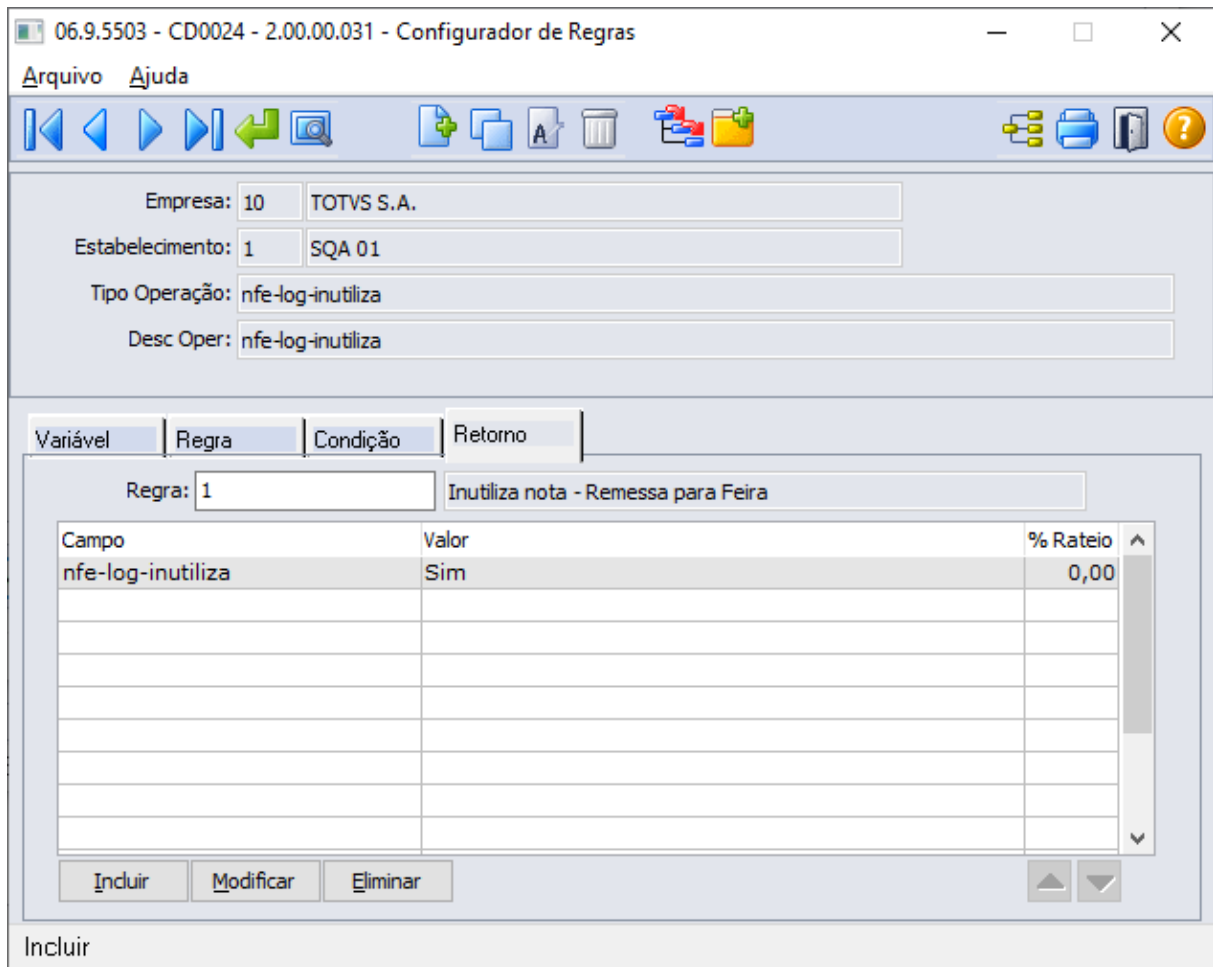 06.9.5503 - CD0024 - 2.00.00.031 - Configurador de Regras
Arquivo Ajuda
Empresa: 10 TOTVS S.A.
Estabelecimento: 1 SQA 01
Tipo Operação: nfe-log-inutiliza
Desc Oper: nfe-log-inutiliza
Variável Regra Condição Retorno
Regra: 1 Inutiliza nota - Remessa para Feira
Campo Valor % Rateio
nfe-log-inutiliza Sim 0,00
Incluir Modificar Eliminar
Incluir